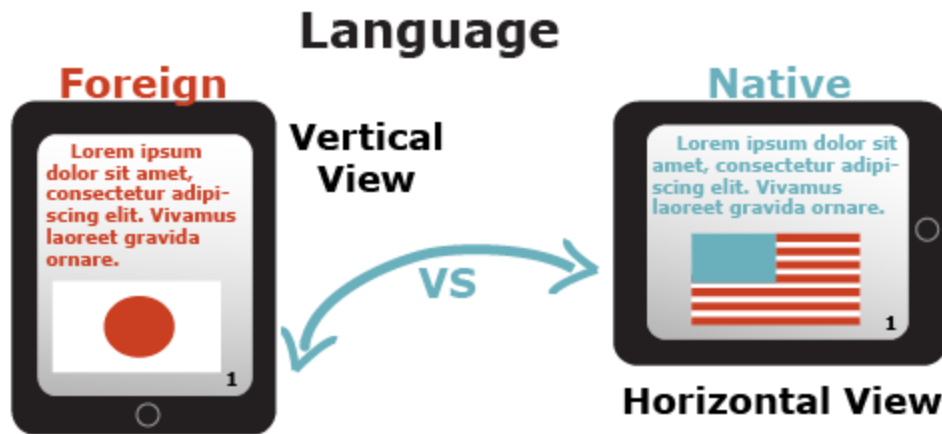 Language
Foreign
Lorem ipsum
dolor sit amet,
consectetur adipi-
scing elit. Vivamus
laoreet gravida
ornare.
1
Vertical
View
VS
Native
Lorem ipsum dolor sit
amet, consectetur adipi-
scing elit. Vivamus
laoreet gravida ornare.
1
Horizontal View